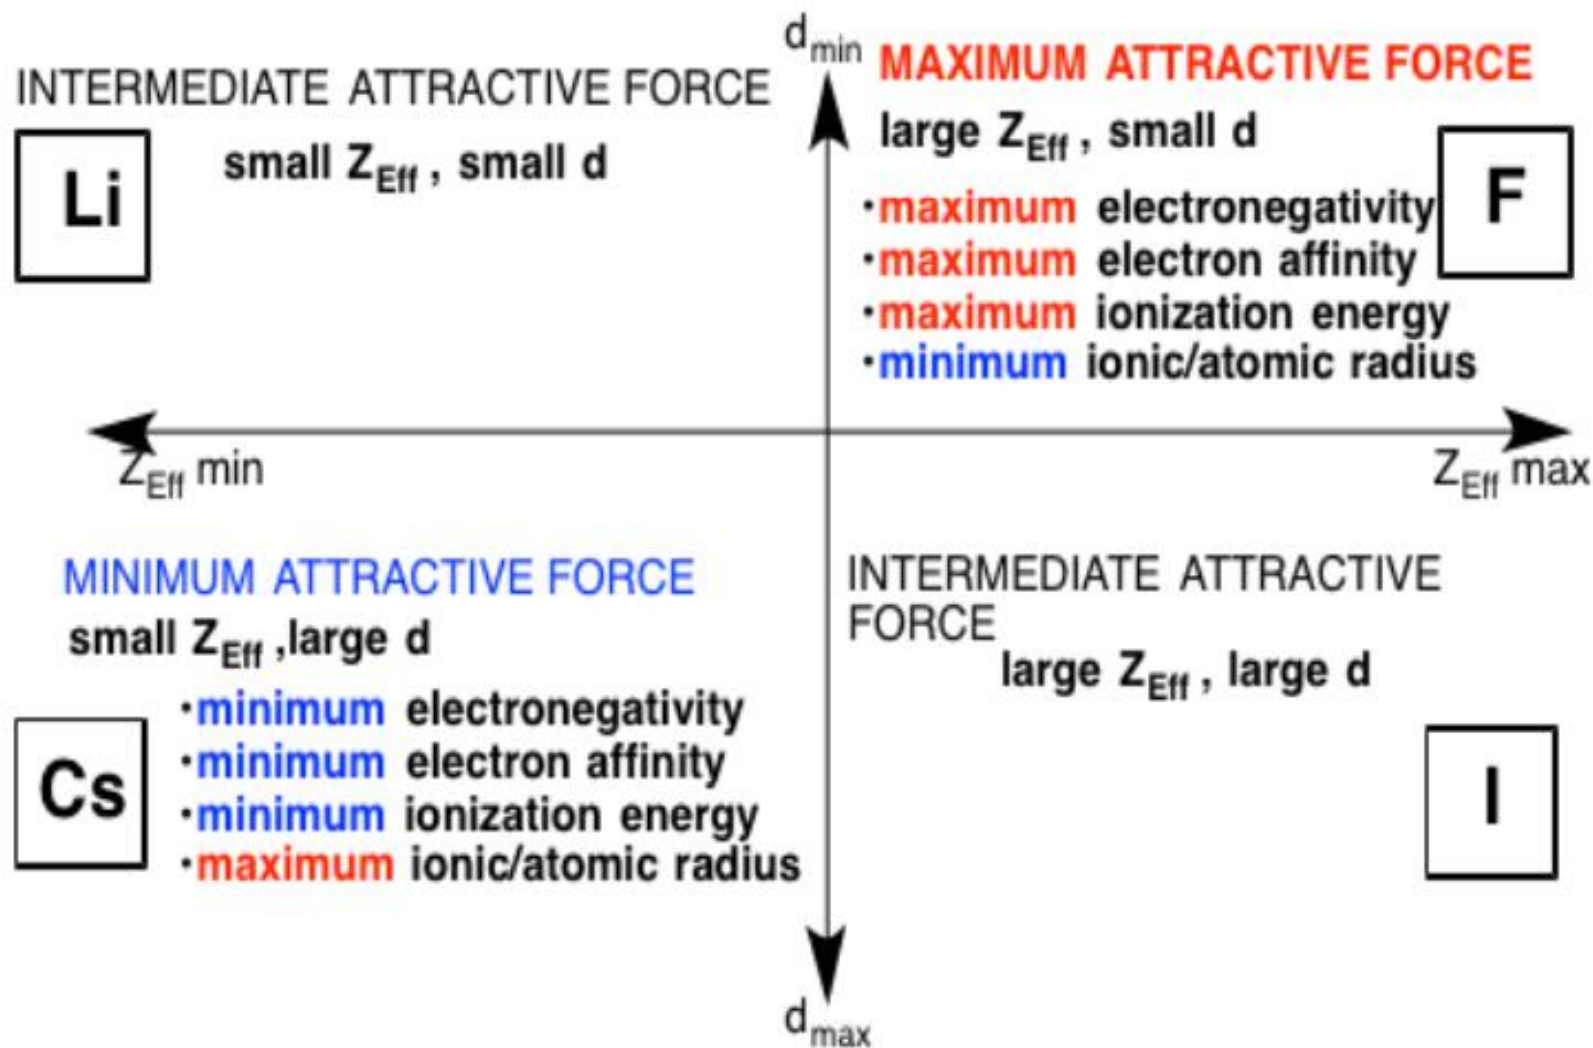 d_min
INTERMEDIATE ATTRACTIVE FORCE
Li
small Z_Eff , small d
MAXIMUM ATTRACTIVE FORCE
large Z_Eff , small d
F
·maximum electronegativity
·maximum electron affinity
·maximum ionization energy
·minimum ionic/atomic radius
Z_Eff min
Z_Eff max
MINIMUM ATTRACTIVE FORCE
small Z_Eff ,large d
Cs
·minimum electronegativity
·minimum electron affinity
·minimum ionization energy
·maximum ionic/atomic radius
INTERMEDIATE ATTRACTIVE
FORCE
large Z_Eff , large d
I
d_max